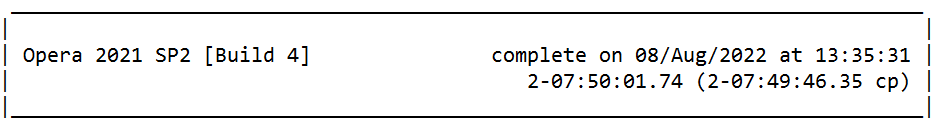 Opera 2021 SP2 [Build 4] complete on 08/Aug/2022 at 13:35:31
2-07:50:01.74 (2-07:49:46.35 cp)